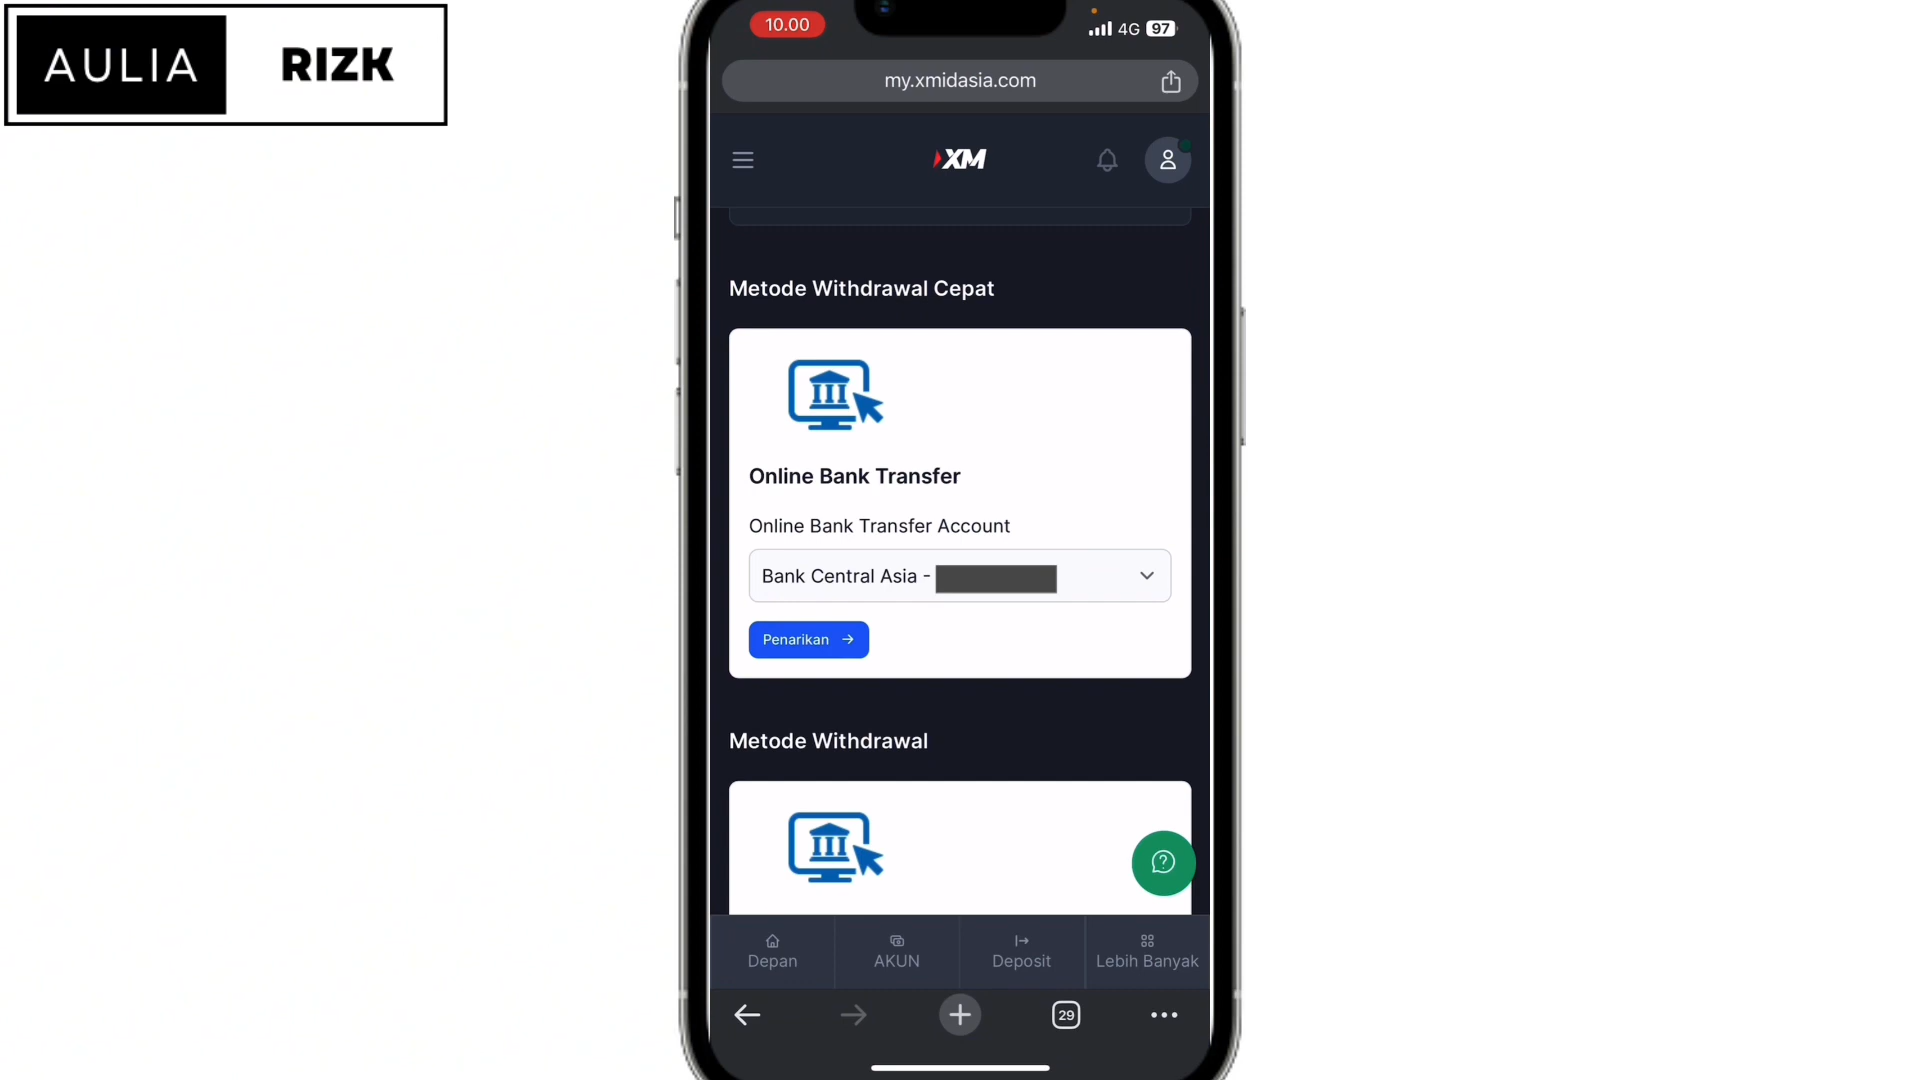 AULIA RIZK
10.00
4G 97
my.xmidasia.com
XM
Metode Withdrawal Cepat
Online Bank Transfer
Online Bank Transfer Account
Bank Central Asia -
Penarikan
Metode Withdrawal
Depan AKUN Deposit Lebih Banyak
29